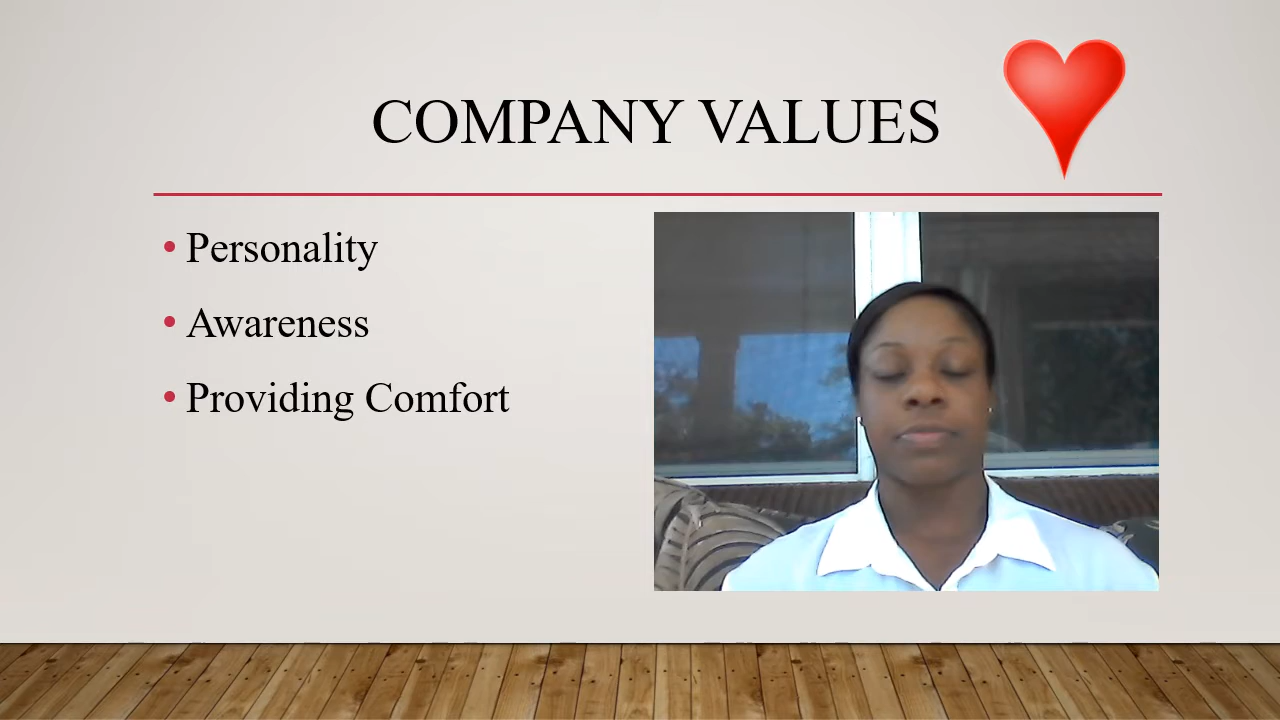 COMPANY VALUES
• Personality
• Awareness
• Providing Comfort